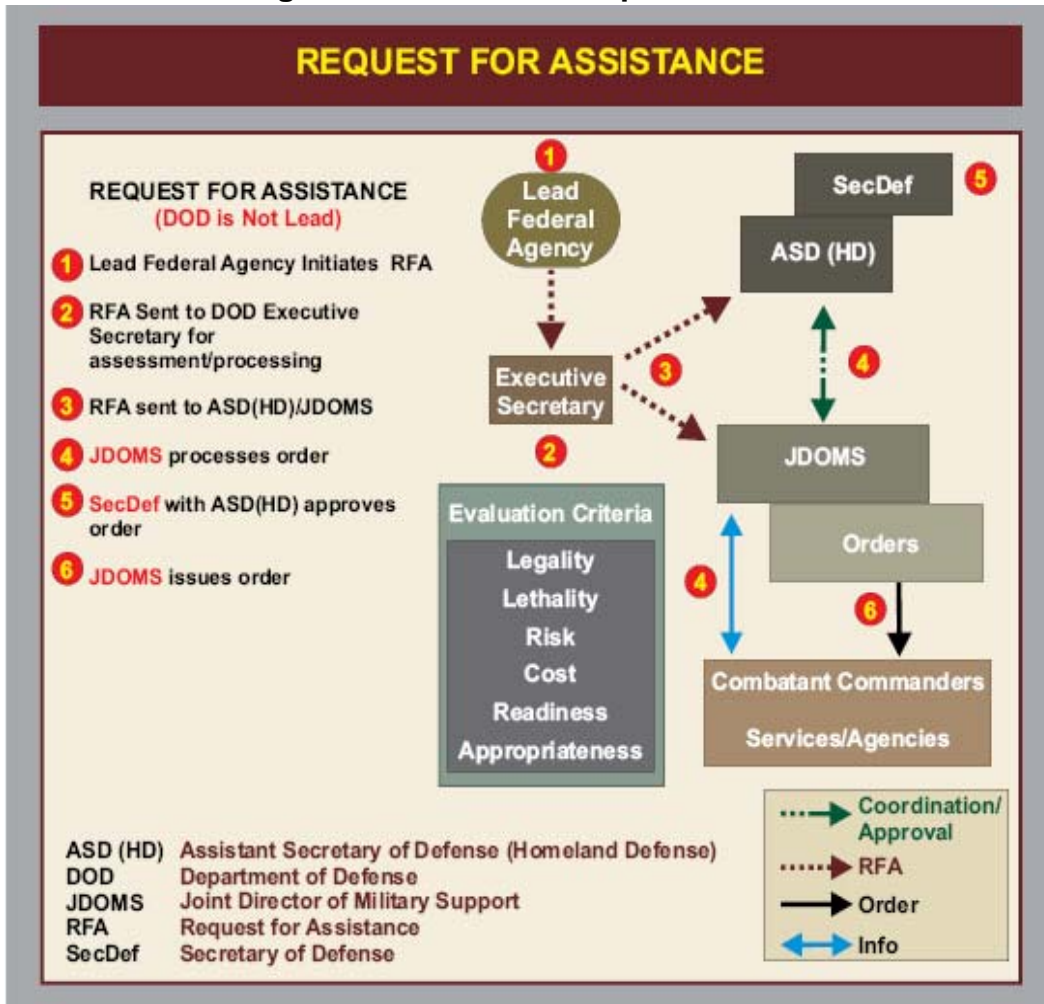 REQUEST FOR ASSISTANCE
REQUEST FOR ASSISTANCE
(DOD is Not Lead)
1 Lead Federal Agency Initiates RFA
2 RFA Sent to DOD Executive
Secretary for
assessment/processing
3 RFA sent to ASD(HD)/JDOMS
4 JDOMS processes order
5 SecDef with ASD(HD) approves
order
6 JDOMS issues order
1
Lead
Federal
Agency
Executive
Secretary
2
3
SecDef
5
ASD (HD)
4
JDOMS
Orders
4
6
Combatant Commanders
Services/Agencies
Evaluation Criteria
Legality
Lethality
Risk
Cost
Readiness
Appropriateness
Coordination/
Approval
RFA
Order
Info
ASD (HD) Assistant Secretary of Defense (Homeland Defense)
DOD Department of Defense
JDOMS Joint Director of Military Support
RFA Request for Assistance
SecDef Secretary of Defense